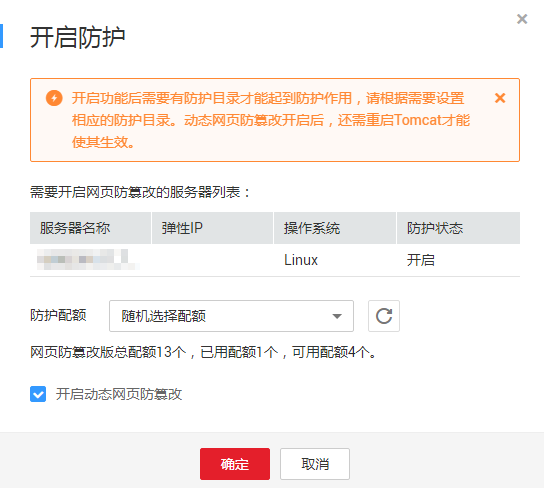 开启防护
开启功能后需要有防护目录才能起到防护作用，请根据需要设置
相应的防护目录。动态网页防篡改开启后，还需重启Tomcat才能
使其生效。
需要开启网页防篡改的服务器列表：
服务器名称 弹性IP 操作系统 防护状态
Linux 开启
防护配额 随机选择配额
网页防篡改版总配额13个，已用配额1个，可用配额4个。
开启动态网页防篡改
确定 取消